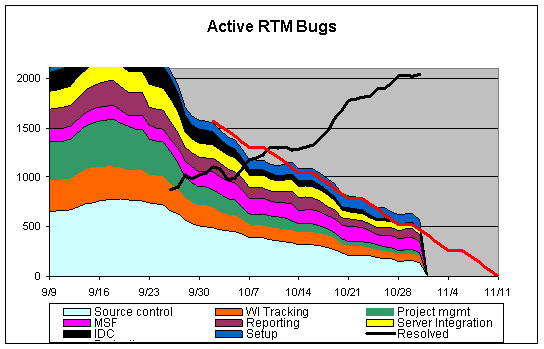 Active RTM Bugs
2000
1500
1000
500
0
9/9 9/16 9/23 9/30 10/7 10/14 10/21 10/28 11/4 11/11
Source control WI Tracking Project mgmt
MSF Reporting Server Integration
IDC Setup Resolved